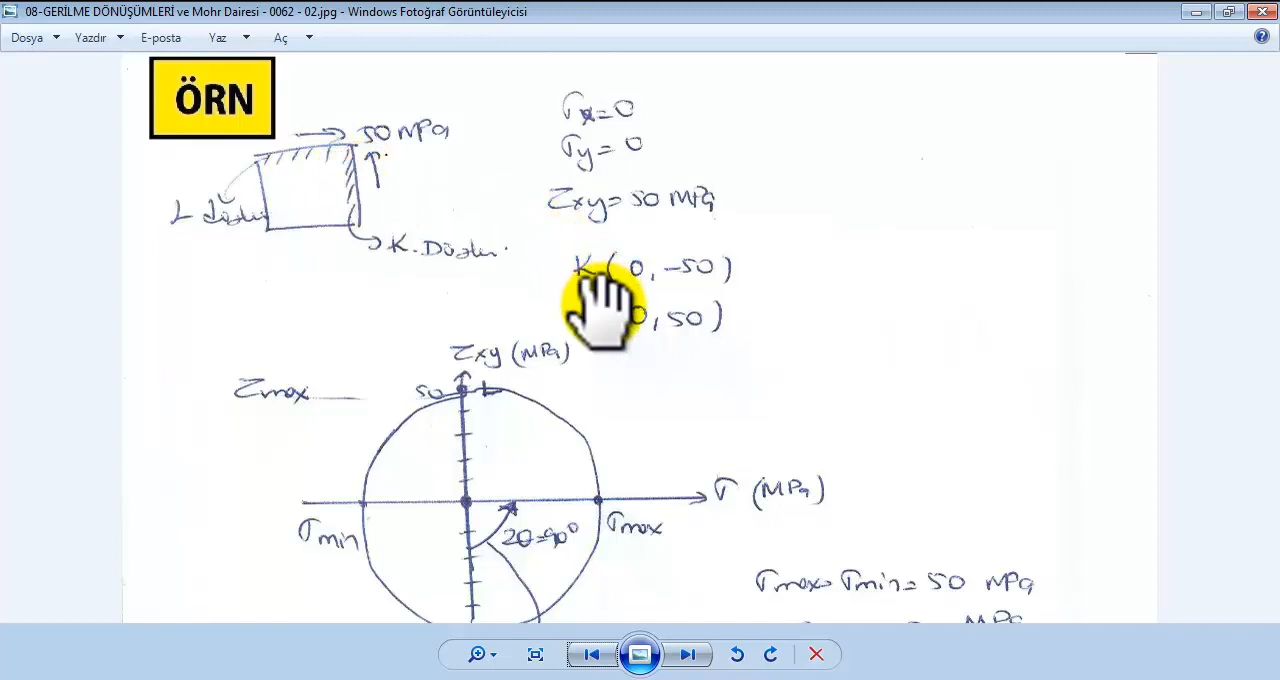 08-GERİLME DÖNÜŞÜMLERİ ve Mohr Dairesi - 0062 - 02.jpg - Windows Fotoğraf Görüntüleyicisi
Dosya Yazdır E-posta Yaz Aç
ÖRN
50 MPa
L düzlem
K. Düzlem.
σx=0
σy=0
τxy=50 MPa
K(0,-50)
,50)
τxy (MPa)
τmax
50 L
σ (MPa)
σmin
2θ=90°
σmax
σmax=σmin=50 MPa
MPa